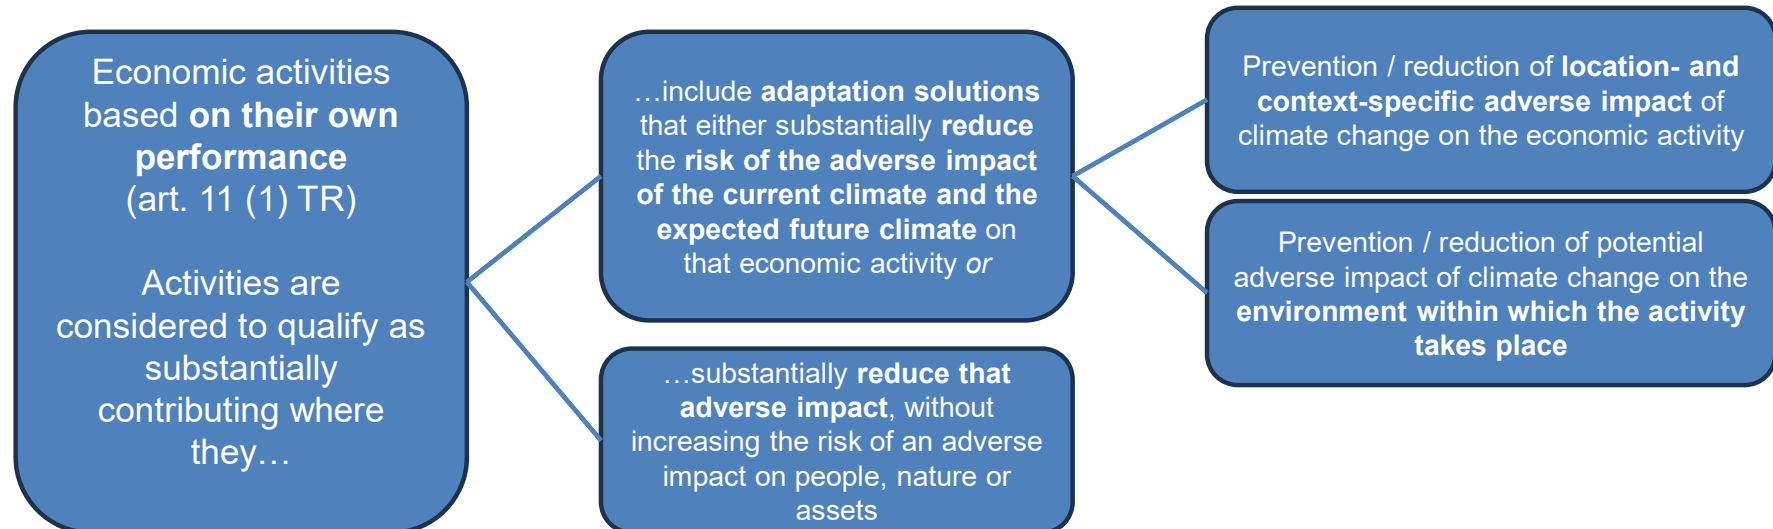 Economic activities
based on their own
performance
(art. 11 (1) TR)
Activities are
considered to qualify as
substantially
contributing where
they…
…include adaptation solutions
that either substantially reduce
the risk of the adverse impact
of the current climate and the
expected future climate on
that economic activity or
…substantially reduce that
adverse impact, without
increasing the risk of an adverse
impact on people, nature or
assets
Prevention / reduction of location- and
context-specific adverse impact of
climate change on the economic activity
Prevention / reduction of potential
adverse impact of climate change on the
environment within which the activity
takes place